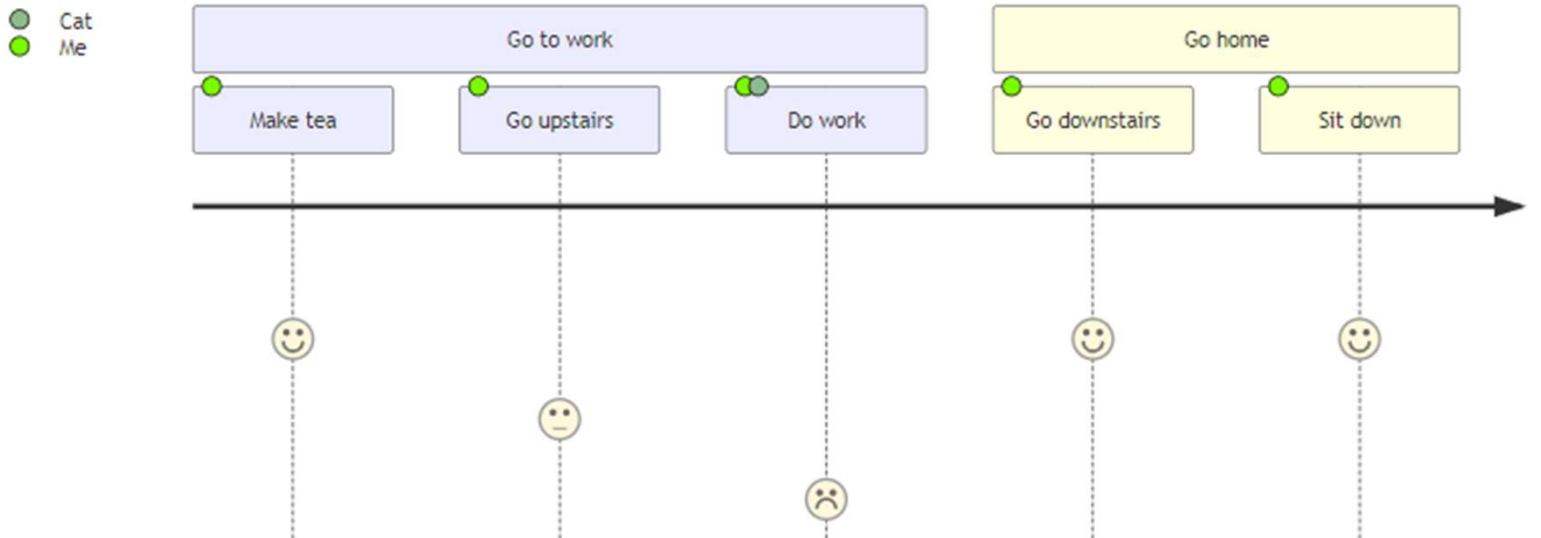 Cat
Me
Go to work
Go home
Make tea
Go upstairs
Do work
Go downstairs
Sit down